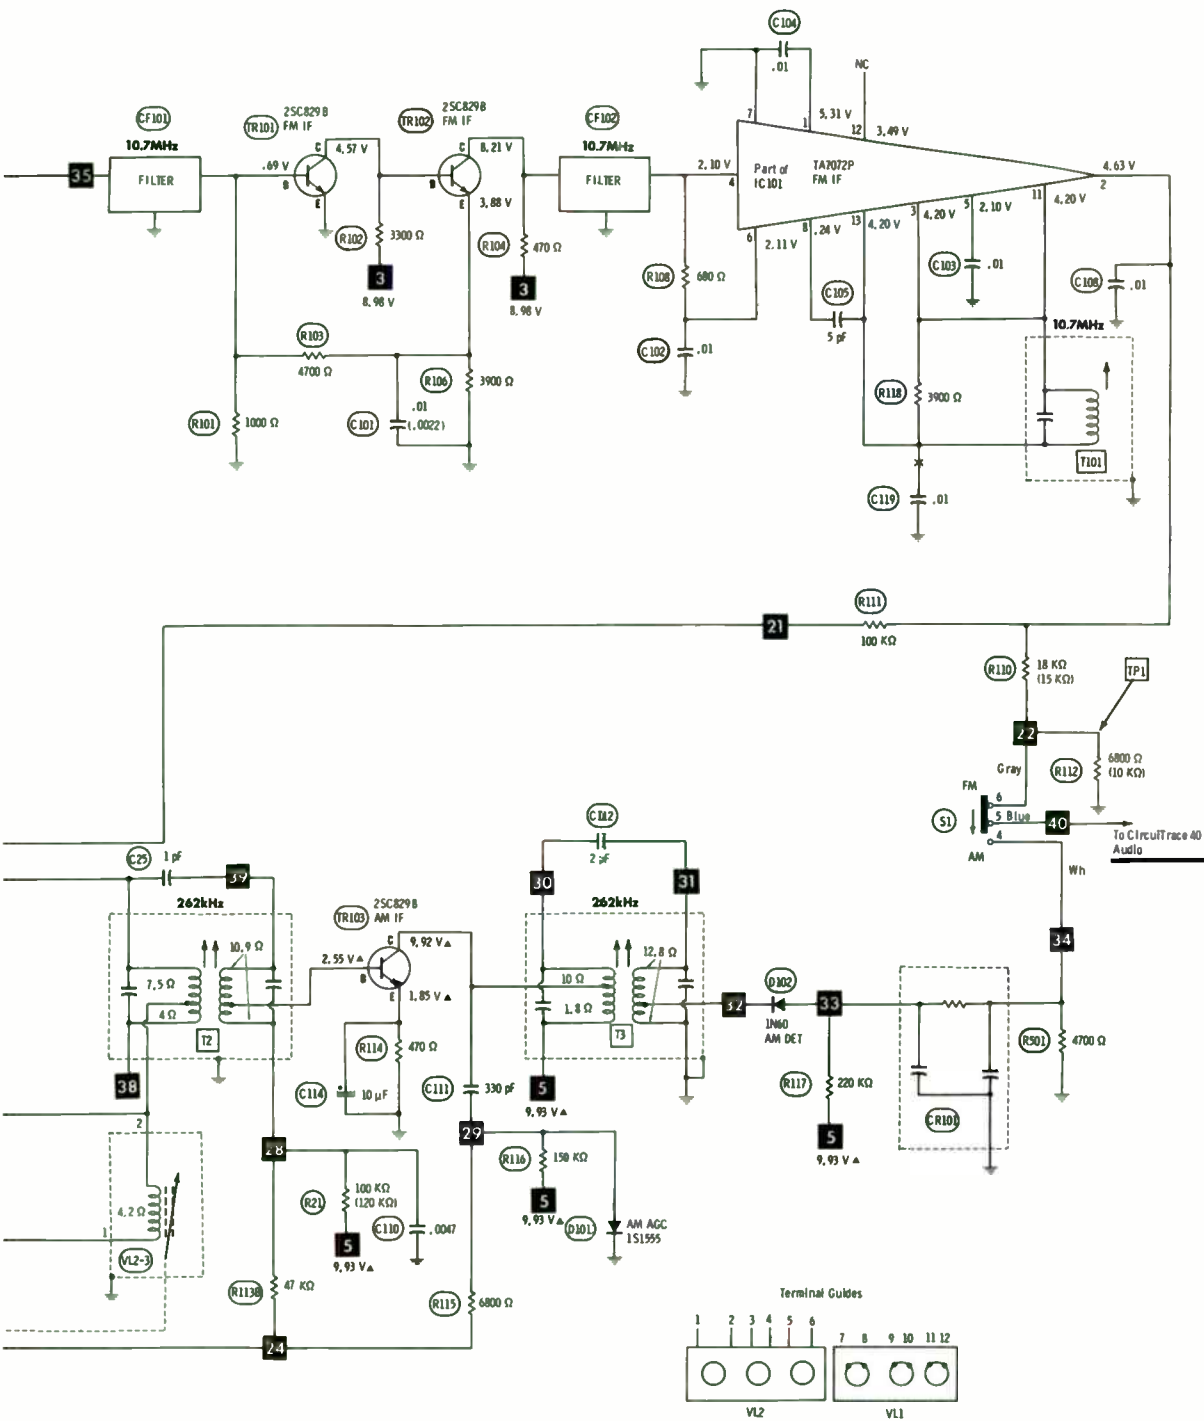 C104
.01
NC
7
1
5.31 V
12
3.49 V
CF101
10.7MHz
FILTER
35
TR101
2SC829B
FM IF
.69 V
C
4.57 V
B
E
TR102
2SC829B
FM IF
C
8.21 V
B
3.88 V
E
CF102
10.7MHz
FILTER
2.10 V
4
Part of
IC101
TA7072P
FM IF
4.63 V
2
11
4.20 V
5
2.10 V
3
4.20 V
13
4.20 V
8
.24 V
6
2.11 V
R102
3300 Ω
3
8.98 V
R104
470 Ω
3
8.98 V
R108
680 Ω
C105
5 pF
C103
.01
C108
.01
10.7MHz
R103
4700 Ω
C102
.01
R106
3900 Ω
R118
3900 Ω
R101
1000 Ω
C101
.01
(.0022)
T101
C119
.01
R111
21
100 KΩ
R110
18 KΩ
(15 KΩ)
TP1
22
Gray
R112
6800 Ω
(10 KΩ)
FM
6
S1
5
Blue
40
4
AM
To CircuiTrace 40
Audio
Wh
C25
1 pF
39
262kHz
C112
2 pF
30
31
262kHz
34
TR103
2SC829B
AM IF
C
9.92 V▲
2.55 V▲
B
E
1.85 V▲
10.9 Ω
7.5 Ω
4 Ω
T2
12.8 Ω
10 Ω
1.8 Ω
T3
32
D102
1N60
AM DET
33
R114
470 Ω
C114
10 µF
C111
330 pF
5
9.93 V▲
R117
220 KΩ
5
9.93 V▲
CR101
R501
4700 Ω
38
2
28
29
R116
150 KΩ
5
9.93 V▲
D101
AM AGC
1S1555
R21
100 KΩ
(120 KΩ)
5
9.93 V▲
C110
.0047
4.2 Ω
1
VL2-3
R113B
47 KΩ
R115
6800 Ω
24
Terminal Guides
1 2 3 4 5 6
7 8 9 10 11 12
VL2
VL1